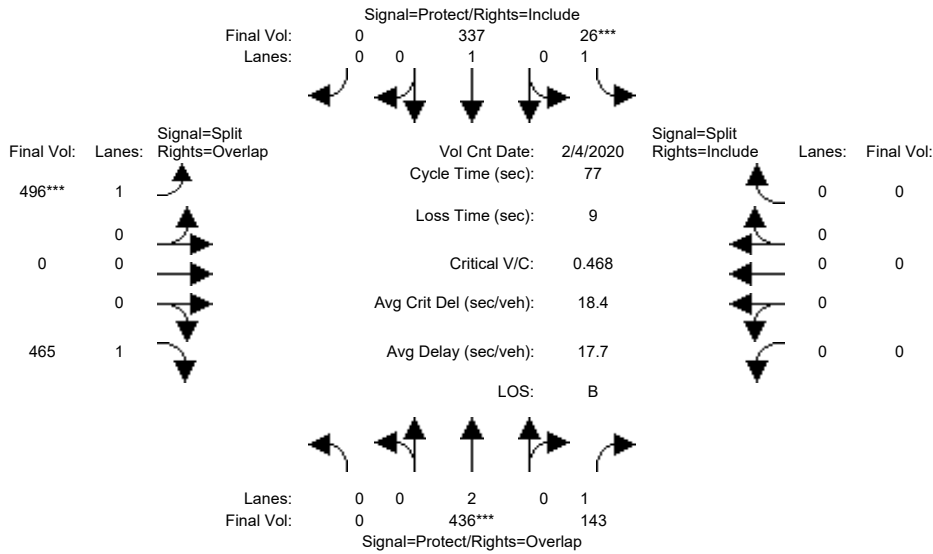 Signal=Protect/Rights=Include
Final Vol: 0 337 26***
Lanes: 0 0 1 0 1
Signal=Split
Final Vol: Lanes: Rights=Overlap
Vol Cnt Date: 2/4/2020
Signal=Split
Rights=Include Lanes: Final Vol:
Cycle Time (sec): 77
496*** 1
0 0
Loss Time (sec): 9
0
0
0 0
Critical V/C: 0.468
0 0
0
Avg Crit Del (sec/veh): 18.4
0
465 1
Avg Delay (sec/veh): 17.7
0 0
LOS: B
Lanes: 0 0 2 0 1
Final Vol: 0 436*** 143
Signal=Protect/Rights=Overlap